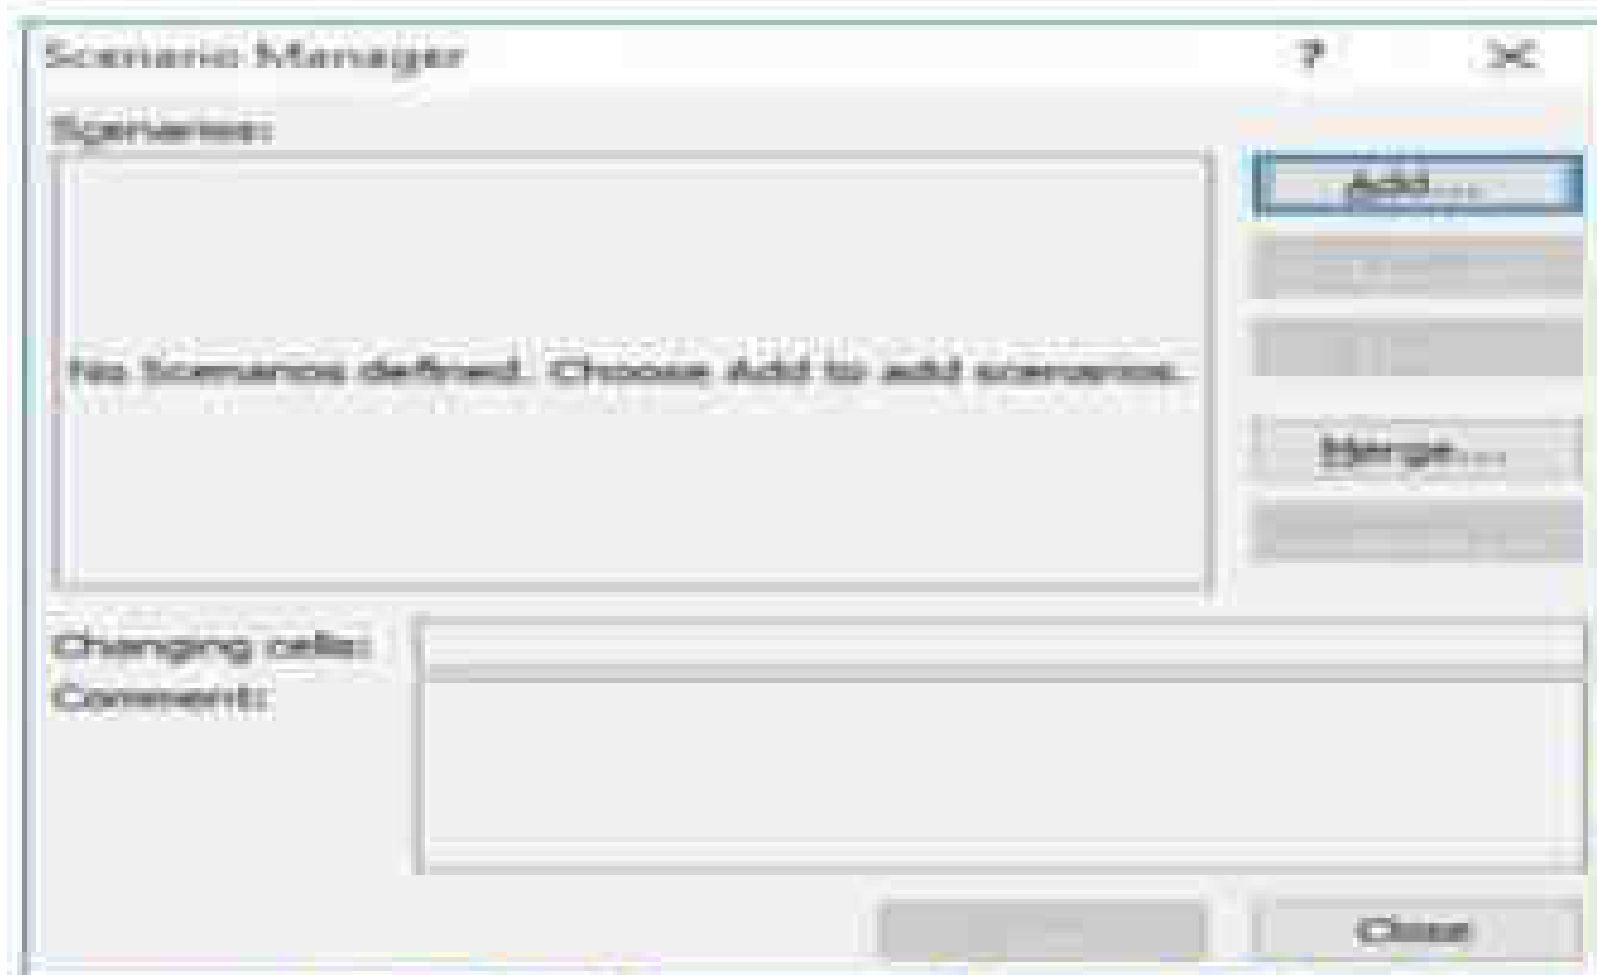 Scenario Manager ? ✕
Scenarios:
Add...
No Scenarios defined. Choose Add to add scenarios.
Merge...
Changing cells:
Comment:
Close